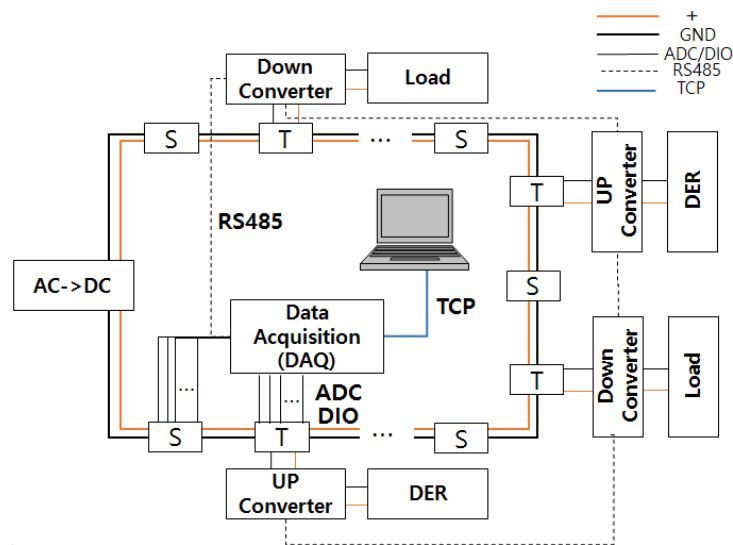 +
GND
ADC/DIO
RS485
TCP
Down
Converter
Load
S
T
...
S
T
UP
Converter
DER
RS485
AC->DC
S
TCP
Data
Acquisition
(DAQ)
...
...
ADC
DIO
T
Down
Converter
Load
S
T
...
S
UP
Converter
DER